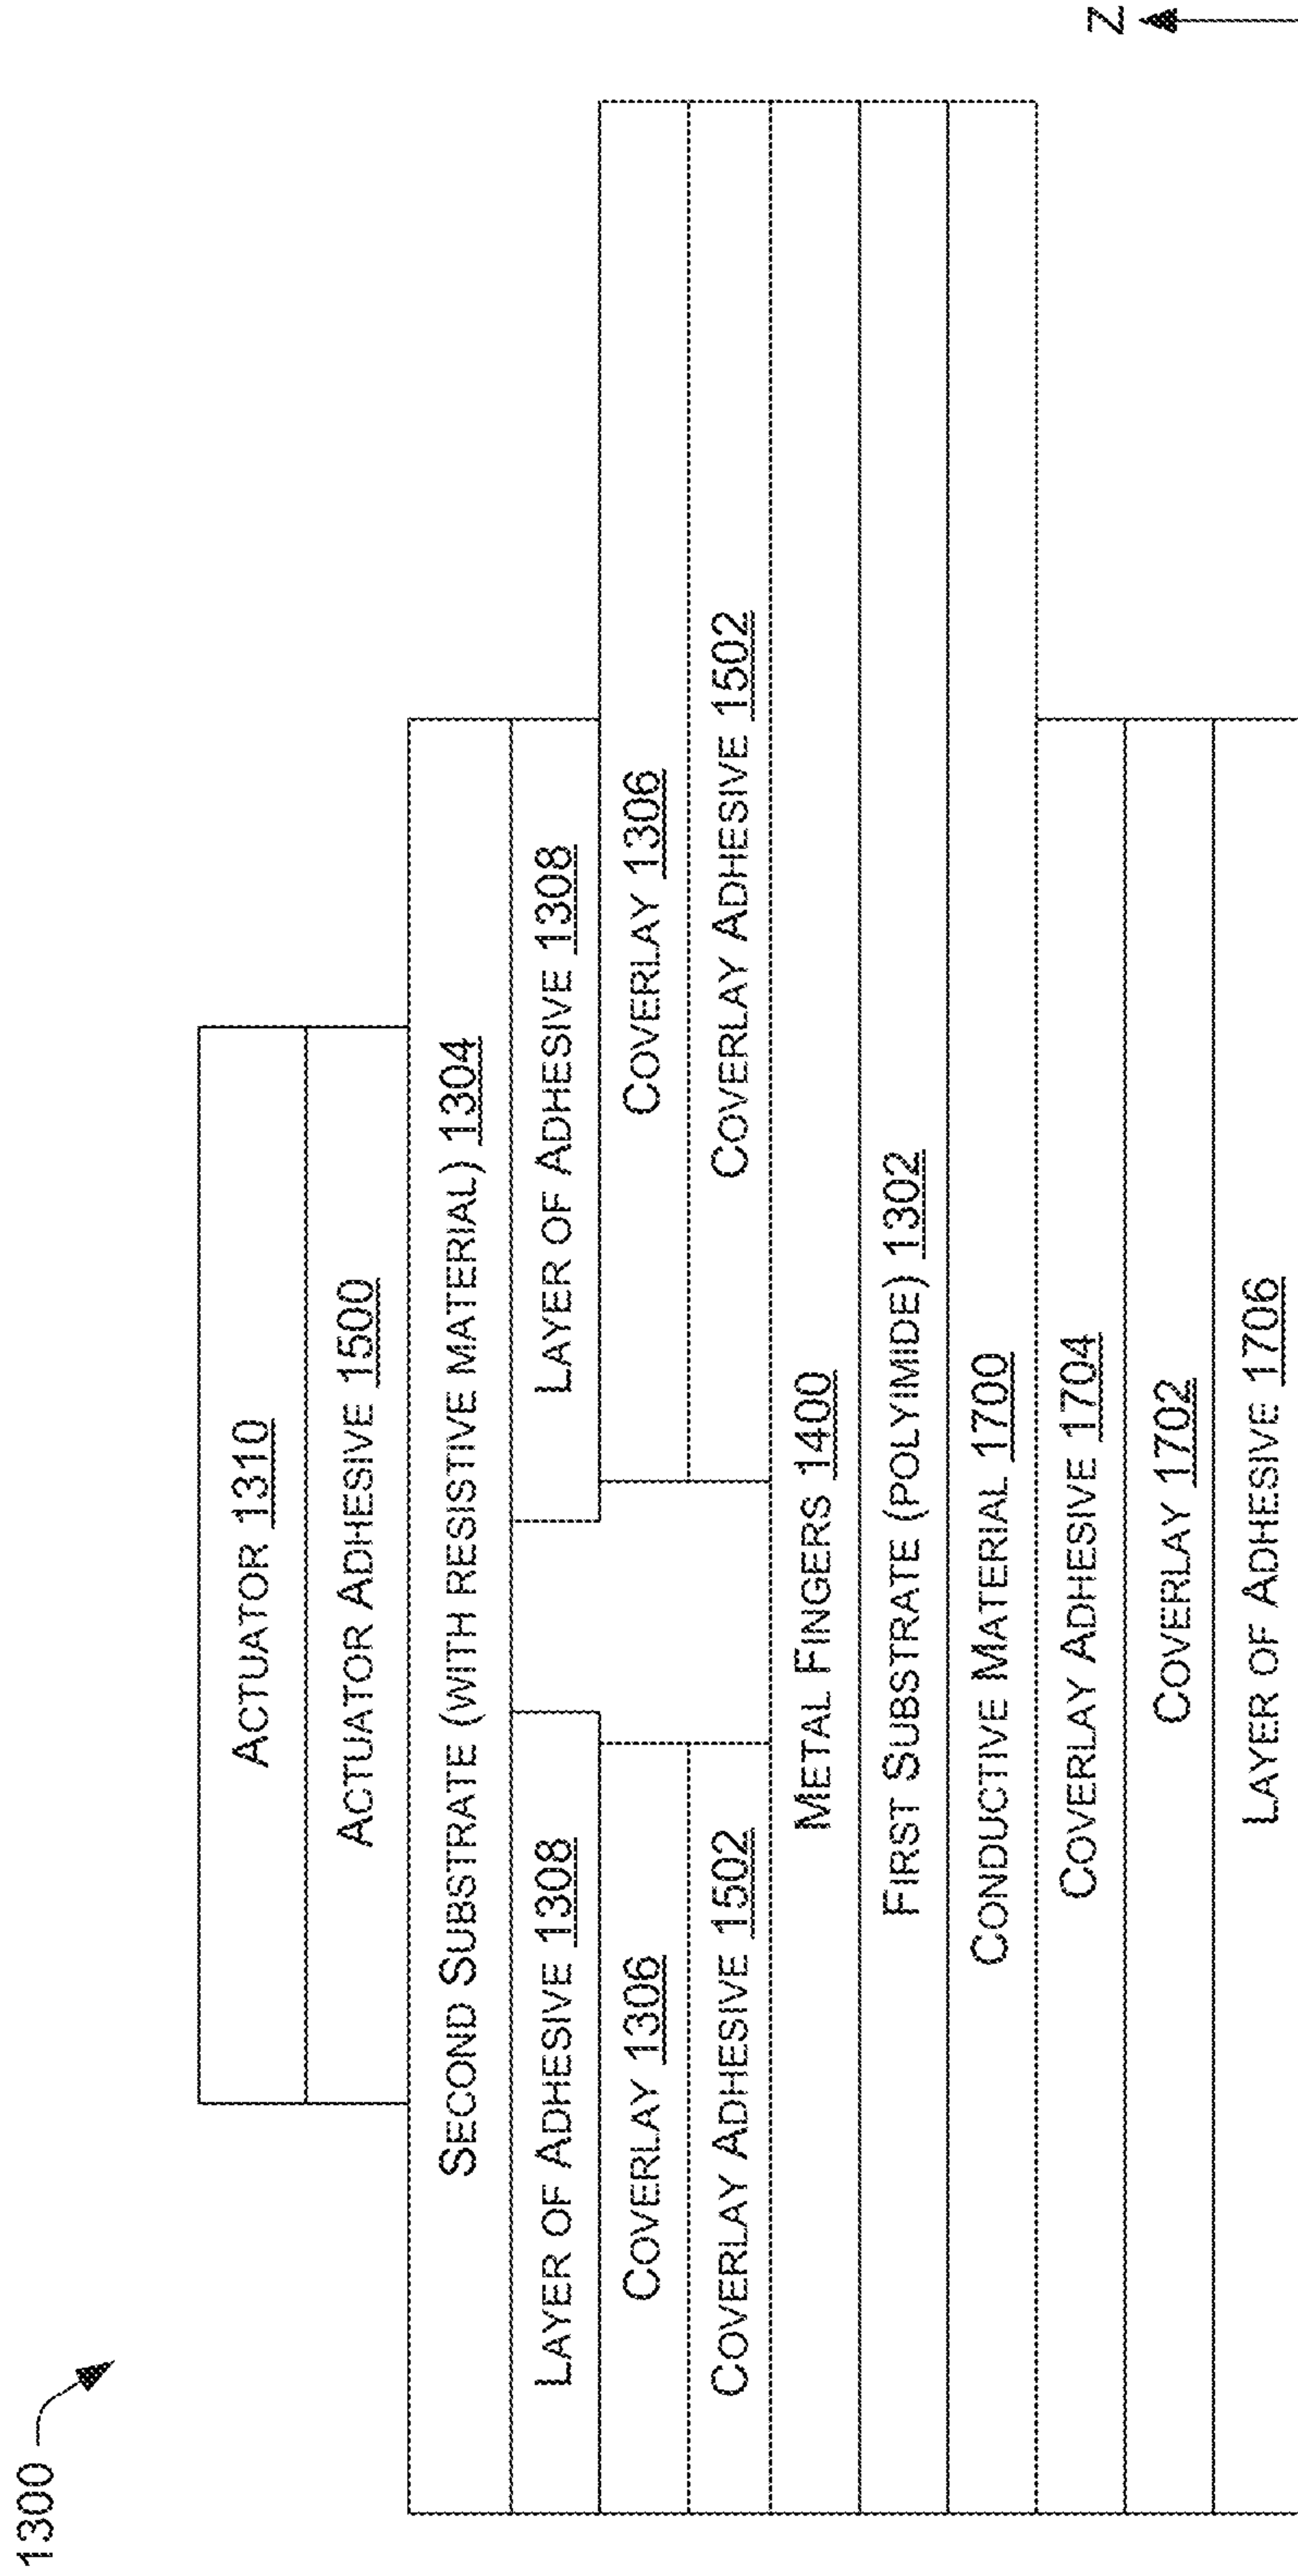 1300
Z
ACTUATOR 1310
ACTUATOR ADHESIVE 1500
SECOND SUBSTRATE (WITH RESISTIVE MATERIAL) 1304
LAYER OF ADHESIVE 1308
LAYER OF ADHESIVE 1308
COVERLAY 1306
COVERLAY 1306
COVERLAY ADHESIVE 1502
COVERLAY ADHESIVE 1502
METAL FINGERS 1400
FIRST SUBSTRATE (POLYIMIDE) 1302
CONDUCTIVE MATERIAL 1700
COVERLAY ADHESIVE 1704
COVERLAY 1702
LAYER OF ADHESIVE 1706